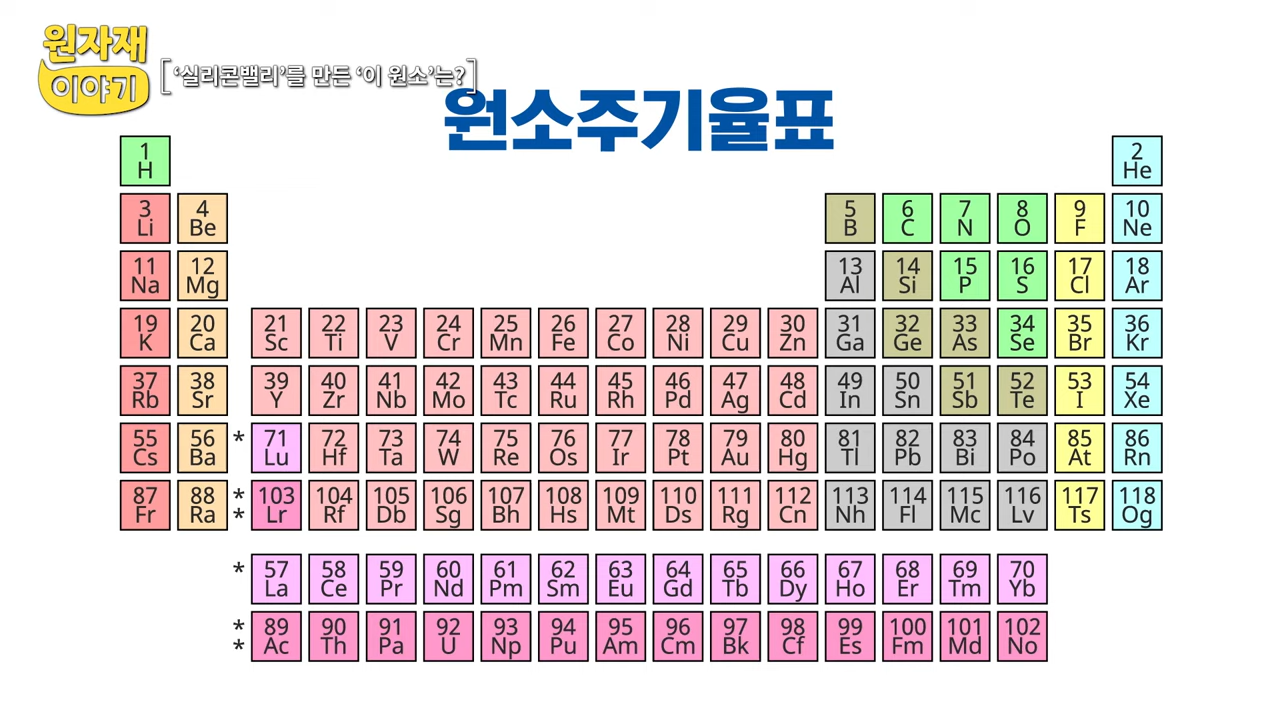 원자재
이야기
[ ‘실리콘밸리’를 만든 ‘이 원소’는? ]
원소주기율표
1 2
H He
3 4 5 6 7 8 9 10
Li Be B C N O F Ne
11 12 13 14 15 16 17 18
Na Mg Al Si P S Cl Ar
19 20 21 22 23 24 25 26 27 28 29 30 31 32 33 34 35 36
K Ca Sc Ti V Cr Mn Fe Co Ni Cu Zn Ga Ge As Se Br Kr
37 38 39 40 41 42 43 44 45 46 47 48 49 50 51 52 53 54
Rb Sr Y Zr Nb Mo Tc Ru Rh Pd Ag Cd In Sn Sb Te I Xe
55 56 * 71 72 73 74 75 76 77 78 79 80 81 82 83 84 85 86
Cs Ba Lu Hf Ta W Re Os Ir Pt Au Hg Tl Pb Bi Po At Rn
87 88 * 103 104 105 106 107 108 109 110 111 112 113 114 115 116 117 118
Fr Ra * Lr Rf Db Sg Bh Hs Mt Ds Rg Cn Nh Fl Mc Lv Ts Og
* 57 58 59 60 61 62 63 64 65 66 67 68 69 70
La Ce Pr Nd Pm Sm Eu Gd Tb Dy Ho Er Tm Yb
* 89 90 91 92 93 94 95 96 97 98 99 100 101 102
* Ac Th Pa U Np Pu Am Cm Bk Cf Es Fm Md No